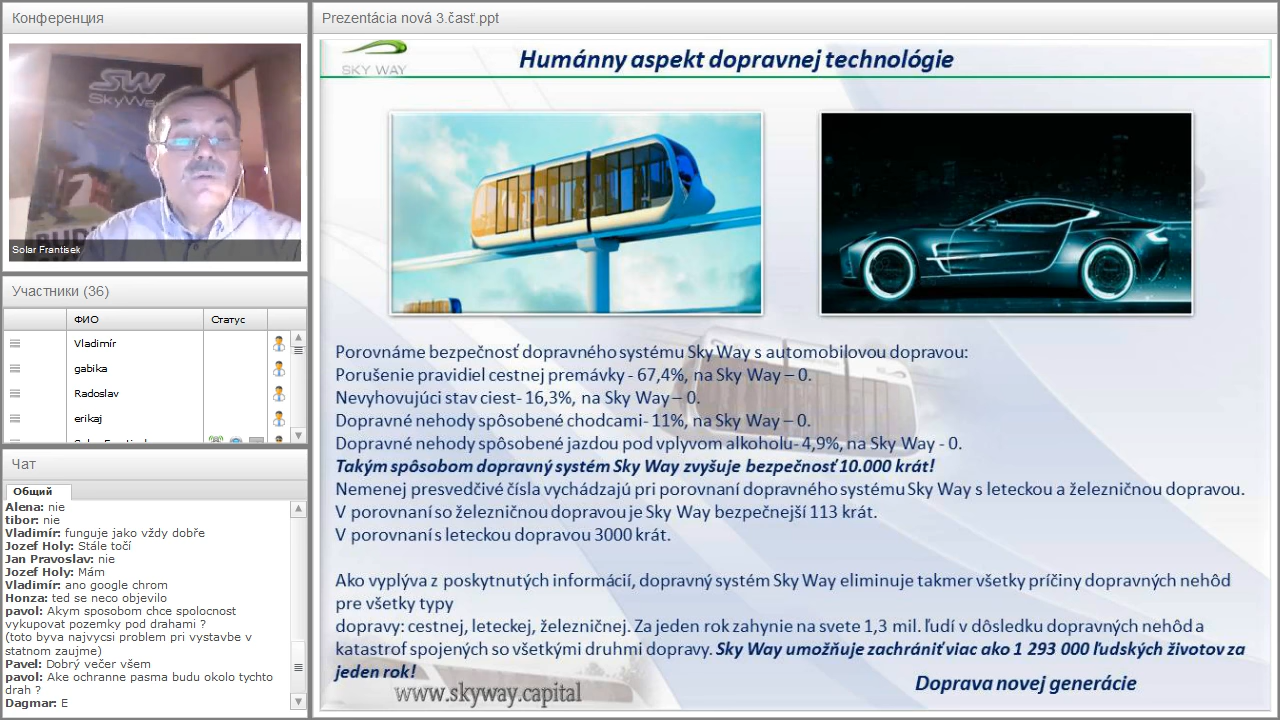 Конференция
SW
SkyWay
Solar Frantisek
Участники (36)
ФИО
Статус
Vladimír
gabika
Radoslav
erikaj
Чат
Общий
Alena: nie
tibor: nie
Vladimír: funguje jako vždy dobře
Jozef Holy: Stále točí
Jan Pravoslav: nie
Jozef Holy: Mám
Vladimír: ano google chrom
Honza: ted se neco objevilo
pavol: Akym sposobom chce spolocnost
vykupovat pozemky pod drahami ?
(toto byva najvycsi problem pri vystavbe v
statnom zaujme)
Pavel: Dobrý večer všem
pavol: Ake ochranne pasma budu okolo tychto
drah ?
Dagmar: E
Prezentácia nová 3.časť.ppt
SKY WAY
Humánny aspekt dopravnej technológie
Porovnáme bezpečnosť dopravného systému Sky Way s automobilovou dopravou:
Porušenie pravidiel cestnej premávky - 67,4%, na Sky Way – 0.
Nevyhovujúci stav ciest- 16,3%, na Sky Way – 0.
Dopravné nehody spôsobené chodcami- 11%, na Sky Way – 0.
Dopravné nehody spôsobené jazdou pod vplyvom alkoholu- 4,9%, na Sky Way - 0.
Takým spôsobom dopravný systém Sky Way zvyšuje bezpečnosť 10.000 krát!
Nemenej presvedčivé čísla vychádzajú pri porovnaní dopravného systému Sky Way s leteckou a železničnou dopravou.
V porovnaní so železničnou dopravou je Sky Way bezpečnejší 113 krát.
V porovnaní s leteckou dopravou 3000 krát.
Ako vyplýva z poskytnutých informácií, dopravný systém Sky Way eliminuje takmer všetky príčiny dopravných nehôd
pre všetky typy
dopravy: cestnej, leteckej, železničnej. Za jeden rok zahynie na svete 1,3 mil. ľudí v dôsledku dopravných nehôd a
katastrof spojených so všetkými druhmi dopravy. Sky Way umožňuje zachrániť viac ako 1 293 000 ľudských životov za
jeden rok!
www.skyway.capital
Doprava novej generácie